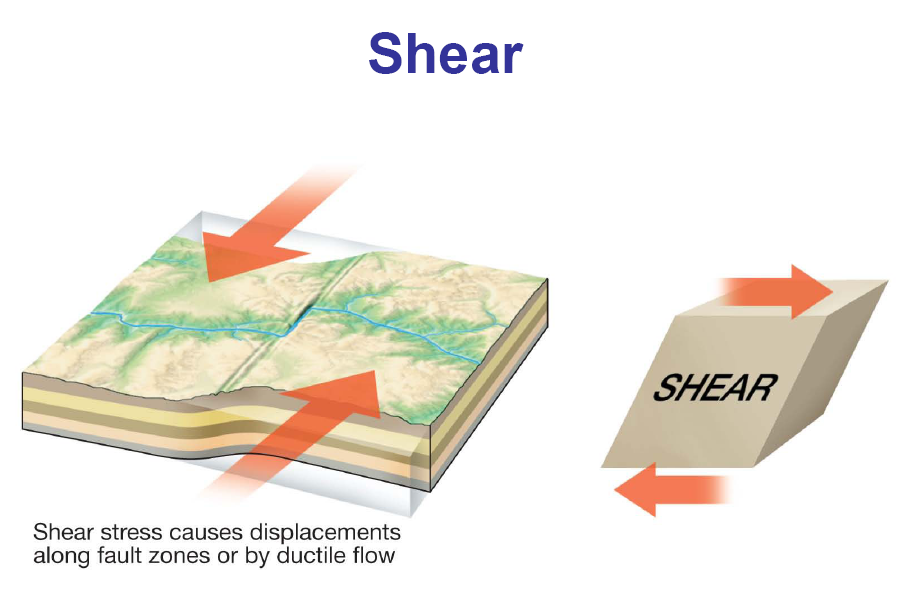 Shear
SHEAR
Shear stress causes displacements
along fault zones or by ductile flow